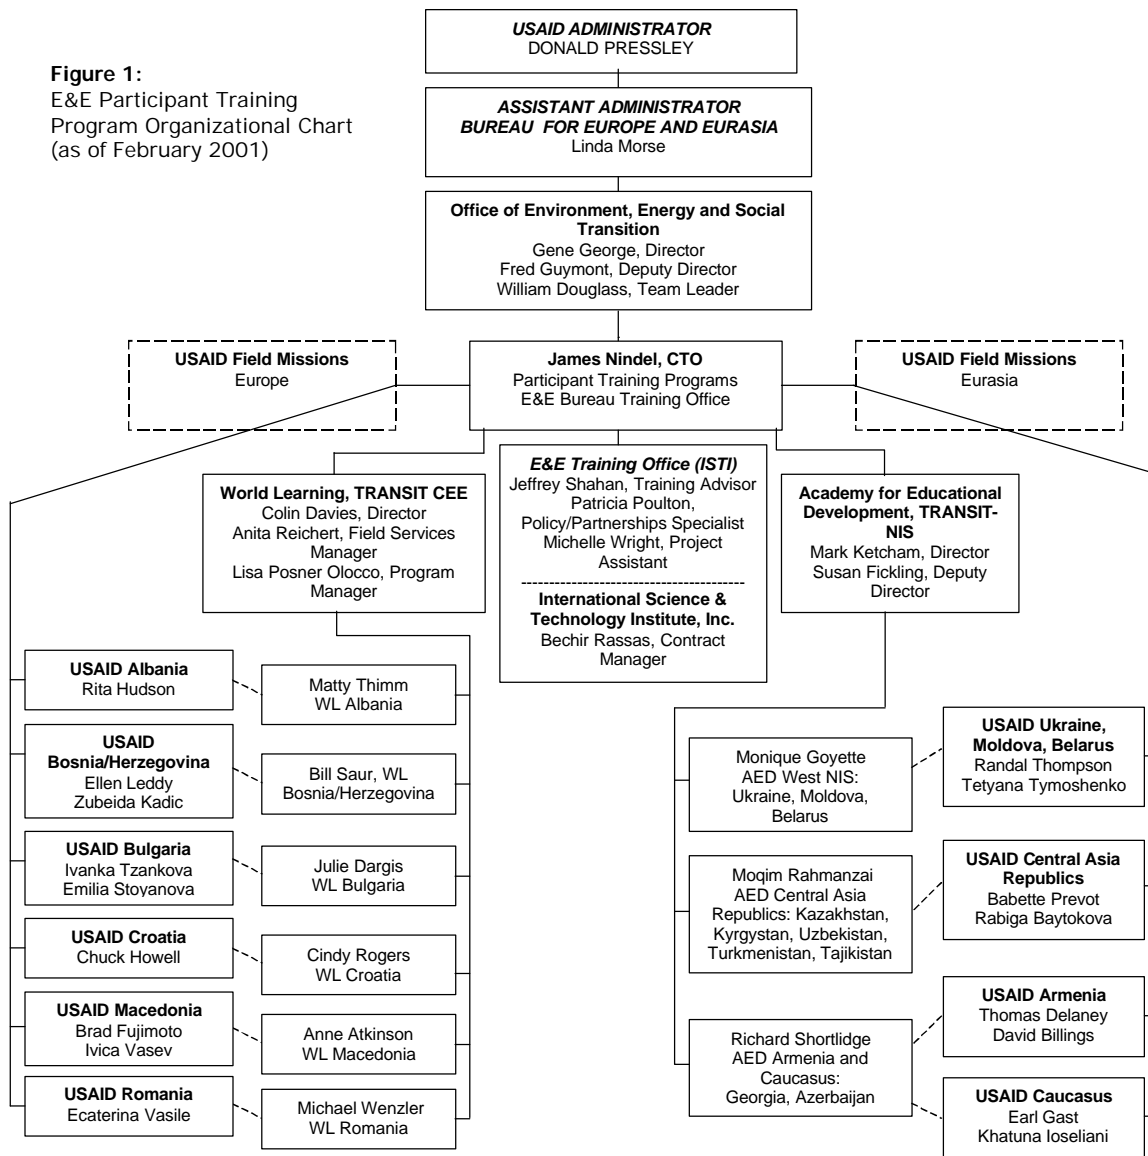 USAID ADMINISTRATOR
DONALD PRESSLEY
Figure 1:
E&E Participant Training
Program Organizational Chart
(as of February 2001)
ASSISTANT ADMINISTRATOR
BUREAU FOR EUROPE AND EURASIA
Linda Morse
Office of Environment, Energy and Social
Transition
Gene George, Director
Fred Guymont, Deputy Director
William Douglass, Team Leader
USAID Field Missions
Europe
James Nindel, CTO
Participant Training Programs
E&E Bureau Training Office
USAID Field Missions
Eurasia
World Learning, TRANSIT CEE
Colin Davies, Director
Anita Reichert, Field Services
Manager
Lisa Posner Olocco, Program
Manager
E&E Training Office (ISTI)
Jeffrey Shahan, Training Advisor
Patricia Poulton,
Policy/Partnerships Specialist
Michelle Wright, Project
Assistant
----------------------------------------
International Science &
Technology Institute, Inc.
Bechir Rassas, Contract
Manager
Academy for Educational
Development, TRANSIT-
NIS
Mark Ketcham, Director
Susan Fickling, Deputy
Director
USAID Albania
Rita Hudson
Matty Thimm
WL Albania
USAID
Bosnia/Herzegovina
Ellen Leddy
Zubeida Kadic
Bill Saur, WL
Bosnia/Herzegovina
USAID Bulgaria
Ivanka Tzankova
Emilia Stoyanova
Julie Dargis
WL Bulgaria
USAID Croatia
Chuck Howell
Cindy Rogers
WL Croatia
USAID Macedonia
Brad Fujimoto
Ivica Vasev
Anne Atkinson
WL Macedonia
USAID Romania
Ecaterina Vasile
Michael Wenzler
WL Romania
Monique Goyette
AED West NIS:
Ukraine, Moldova,
Belarus
USAID Ukraine,
Moldova, Belarus
Randal Thompson
Tetyana Tymoshenko
Moqim Rahmanzai
AED Central Asia
Republics: Kazakhstan,
Kyrgystan, Uzbekistan,
Turkmenistan, Tajikistan
USAID Central Asia
Republics
Babette Prevot
Rabiga Baytokova
Richard Shortlidge
AED Armenia and
Caucasus:
Georgia, Azerbaijan
USAID Armenia
Thomas Delaney
David Billings
USAID Caucasus
Earl Gast
Khatuna Ioseliani